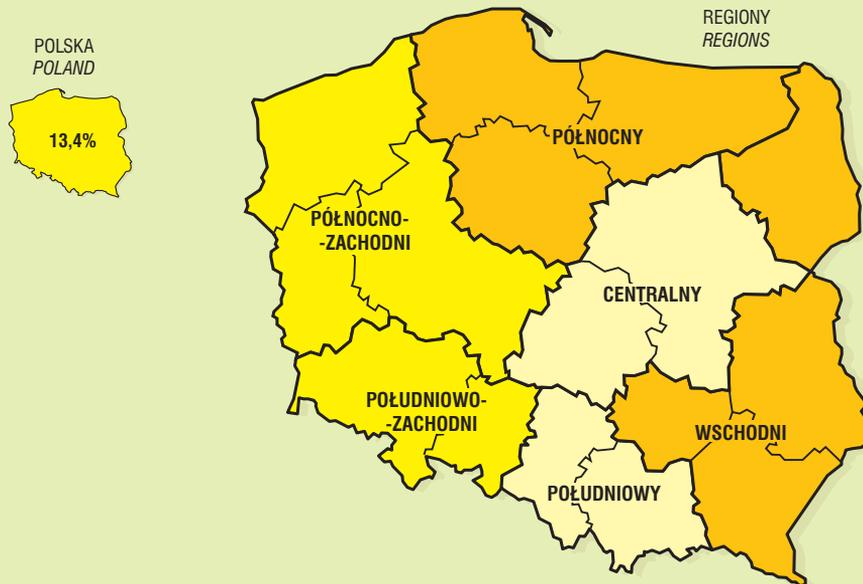 REGIONY
REGIONS
POLSKA
POLAND
13,4%
PÓŁNOCNY
PÓŁNOCNO-
-ZACHODNI
CENTRALNY
POŁUDNIOWO-
-ZACHODNI
WSCHODNI
POŁUDNIOWY